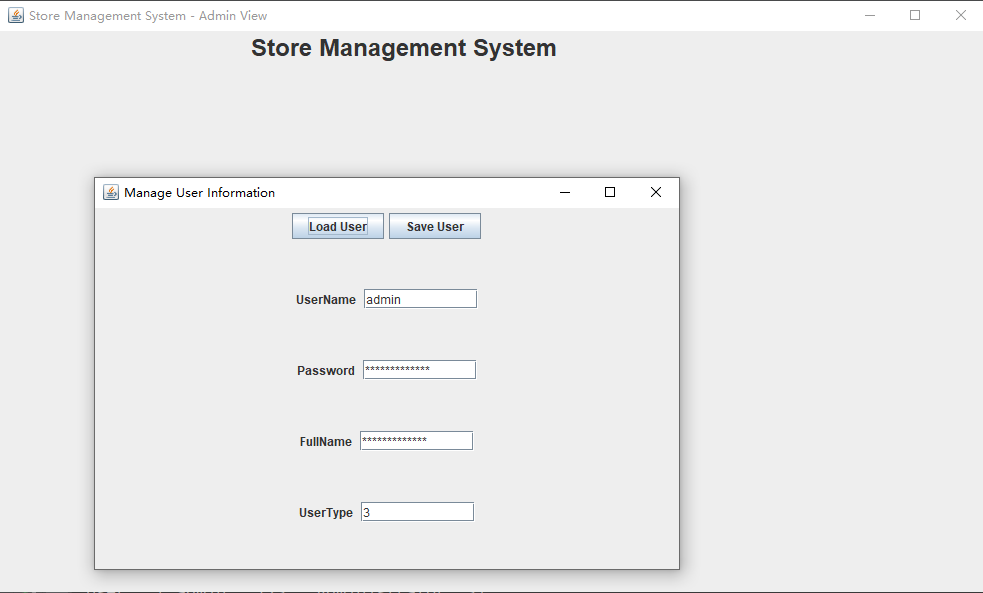 Store Management System - Admin View
Store Management System
Manage User Information
Load User Save User
UserName admin
Password *************
FullName *************
UserType 3